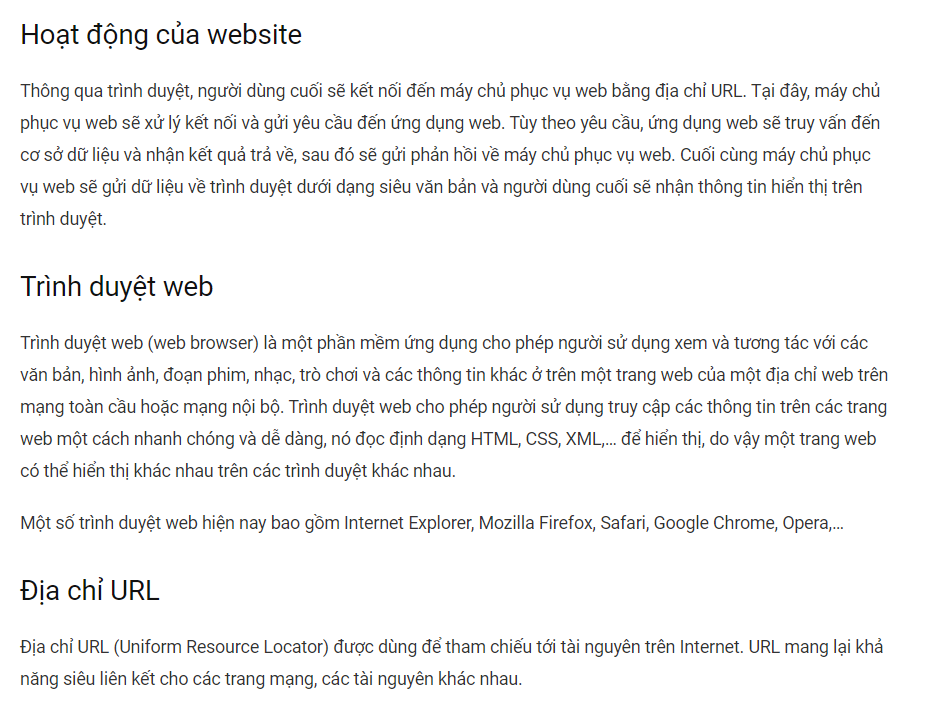 Hoạt động của website
Thông qua trình duyệt, người dùng cuối sẽ kết nối đến máy chủ phục vụ web bằng địa chỉ URL. Tại đây, máy chủ
phục vụ web sẽ xử lý kết nối và gửi yêu cầu đến ứng dụng web. Tùy theo yêu cầu, ứng dụng web sẽ truy vấn đến
cơ sở dữ liệu và nhận kết quả trả về, sau đó sẽ gửi phản hồi về máy chủ phục vụ web. Cuối cùng máy chủ phục
vụ web sẽ gửi dữ liệu về trình duyệt dưới dạng siêu văn bản và người dùng cuối sẽ nhận thông tin hiển thị trên
trình duyệt.
Trình duyệt web
Trình duyệt web (web browser) là một phần mềm ứng dụng cho phép người sử dụng xem và tương tác với các
văn bản, hình ảnh, đoạn phim, nhạc, trò chơi và các thông tin khác ở trên một trang web của một địa chỉ web trên
mạng toàn cầu hoặc mạng nội bộ. Trình duyệt web cho phép người sử dụng truy cập các thông tin trên các trang
web một cách nhanh chóng và dễ dàng, nó đọc định dạng HTML, CSS, XML,... để hiển thị, do vậy một trang web
có thể hiển thị khác nhau trên các trình duyệt khác nhau.
Một số trình duyệt web hiện nay bao gồm Internet Explorer, Mozilla Firefox, Safari, Google Chrome, Opera,...
Địa chỉ URL
Địa chỉ URL (Uniform Resource Locator) được dùng để tham chiếu tới tài nguyên trên Internet. URL mang lại khả
năng siêu liên kết cho các trang mạng, các tài nguyên khác nhau.